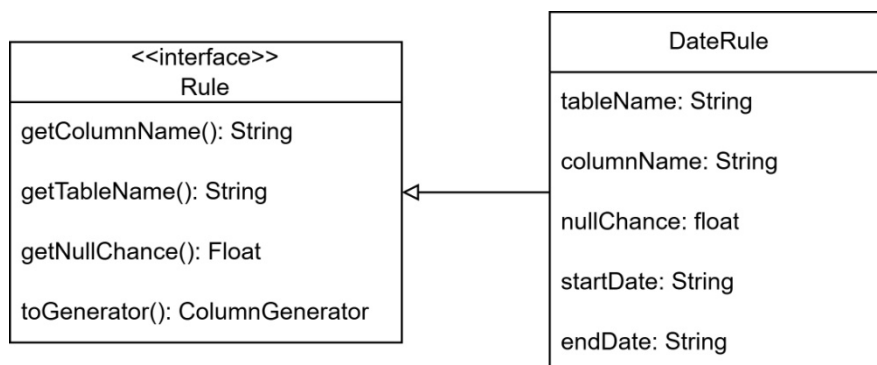 <<interface>>
Rule
getColumnName(): String
getTableName(): String
getNullChance(): Float
toGenerator(): ColumnGenerator
DateRule
tableName: String
columnName: String
nullChance: float
startDate: String
endDate: String